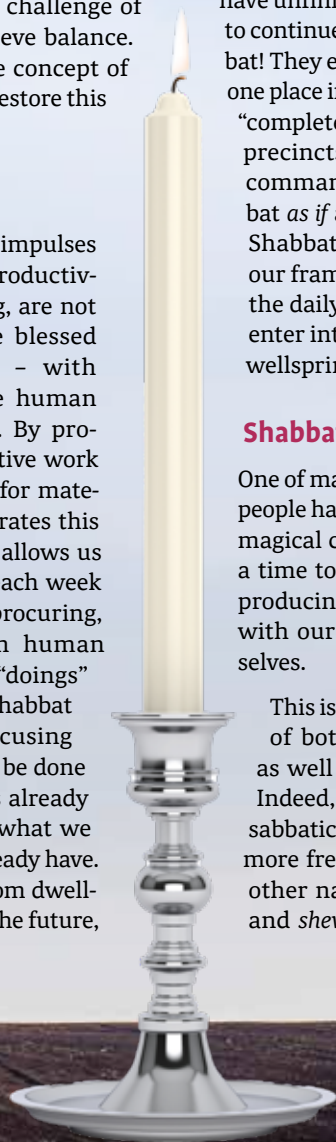 challenge of
eve balance.
e concept of
estore this
impulses
roductiv-
g, are not
e blessed
– with
e human
. By pro-
tive work
for mate-
rates this
allows us
ach week
procuring,
n human
“doings”
habbat
cusing
be done
already
what we
eady have.
om dwell-
he future,
to continue
bat! They e
one place i
“complete
precinct
comman
bat as if
Shabbat
our fram
the daily
enter int
wellsprin
Shabba
One of ma
people ha
magical c
a time to
producin
with our
selves.
This is
of bot
as well
Indeed,
sabbatic
more fre
other na
and shev